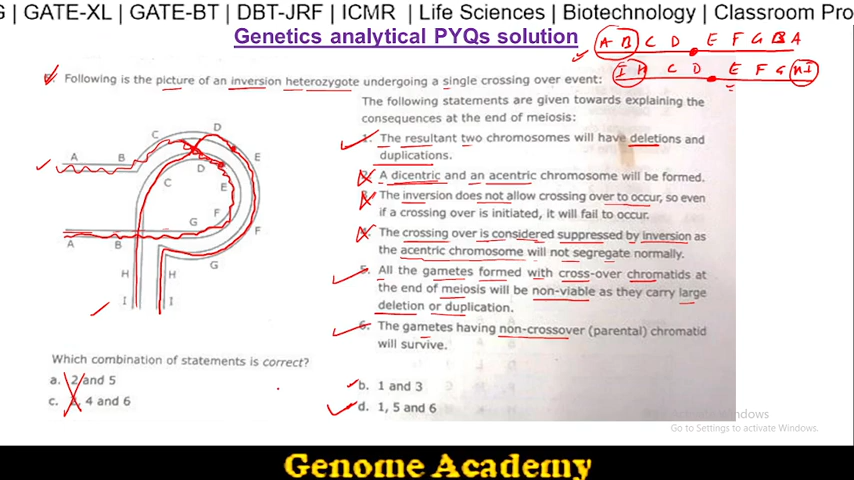 G | GATE-XL | GATE-BT | DBT-JRF | ICMR | Life Sciences | Biotechnology | Classroom Pro
Genetics analytical PYQs solution
A B C D E F G B A
I H C D E F G H I
Following is the picture of an inversion heterozygote undergoing a single crossing over event:
The following statements are given towards explaining the
consequences at the end of meiosis:
1. The resultant two chromosomes will have deletions and
duplications.
2. A dicentric and an acentric chromosome will be formed.
3. The inversion does not allow crossing over to occur, so even
if a crossing over is initiated, it will fail to occur.
4. The crossing over is considered suppressed by inversion as
the acentric chromosome will not segregate normally.
5. All the gametes formed with cross-over chromatids at
the end of meiosis will be non-viable as they carry large
deletion or duplication.
6. The gametes having non-crossover (parental) chromatid
will survive.
A B C D E F G H I
A B C D E F G H I
Which combination of statements is correct?
a. 2 and 5
b. 1 and 3
c. 4 and 6
d. 1, 5 and 6
Activate Windows
Go to Settings to activate Windows.
Genome Academy